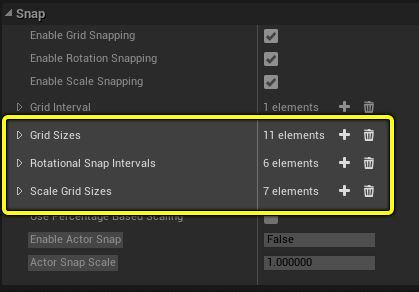 Snap
Enable Grid Snapping
Enable Rotation Snapping
Enable Scale Snapping
Grid Interval 1 elements
Grid Sizes 11 elements
Rotational Snap Intervals 6 elements
Scale Grid Sizes 7 elements
Use Percentage Based Scaling
Enable Actor Snap False
Actor Snap Scale 1.000000